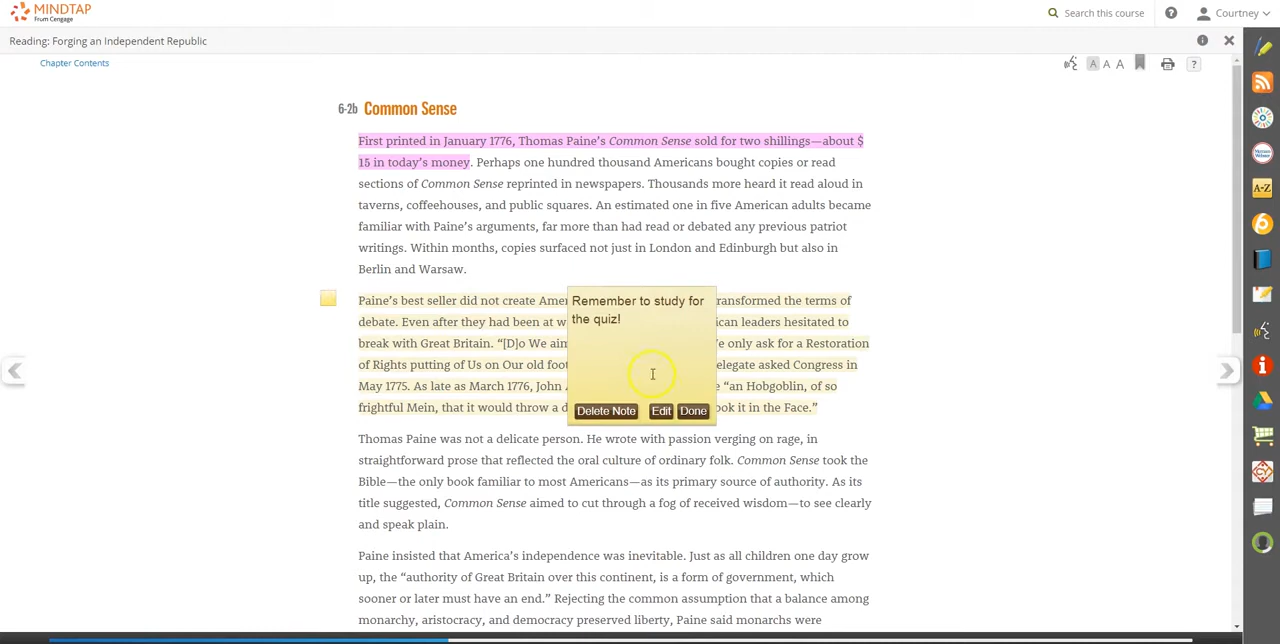 MINDTAP
From Cengage
Search this course
?
Courtney
Reading: Forging an Independent Republic
Chapter Contents
A A A
?
6-2b Common Sense
First printed in January 1776, Thomas Paine's Common Sense sold for two shillings—about $
15 in today's money. Perhaps one hundred thousand Americans bought copies or read
sections of Common Sense reprinted in newspapers. Thousands more heard it read aloud in
taverns, coffeehouses, and public squares. An estimated one in five American adults became
familiar with Paine's arguments, far more than had read or debated any previous patriot
writings. Within months, copies surfaced not just in London and Edinburgh but also in
Berlin and Warsaw.
Paine's best seller did not create Amer
ransformed the terms of
debate. Even after they had been at w
ican leaders hesitated to
break with Great Britain. “[D]o We aim
e only ask for a Restoration
of Rights putting of Us on Our old foot
elegate asked Congress in
May 1775. As late as March 1776, John
e “an Hobgoblin, of so
frightful Mein, that it would throw a d
ook it in the Face.”
Remember to study for
the quiz!
Delete Note
Edit
Done
Thomas Paine was not a delicate person. He wrote with passion verging on rage, in
straightforward prose that reflected the oral culture of ordinary folk. Common Sense took the
Bible—the only book familiar to most Americans—as its primary source of authority. As its
title suggested, Common Sense aimed to cut through a fog of received wisdom—to see clearly
and speak plain.
Paine insisted that America's independence was inevitable. Just as all children one day grow
up, the “authority of Great Britain over this continent, is a form of government, which
sooner or later must have an end.” Rejecting the common assumption that a balance among
monarchy, aristocracy, and democracy preserved liberty, Paine said monarchs were
A-Z